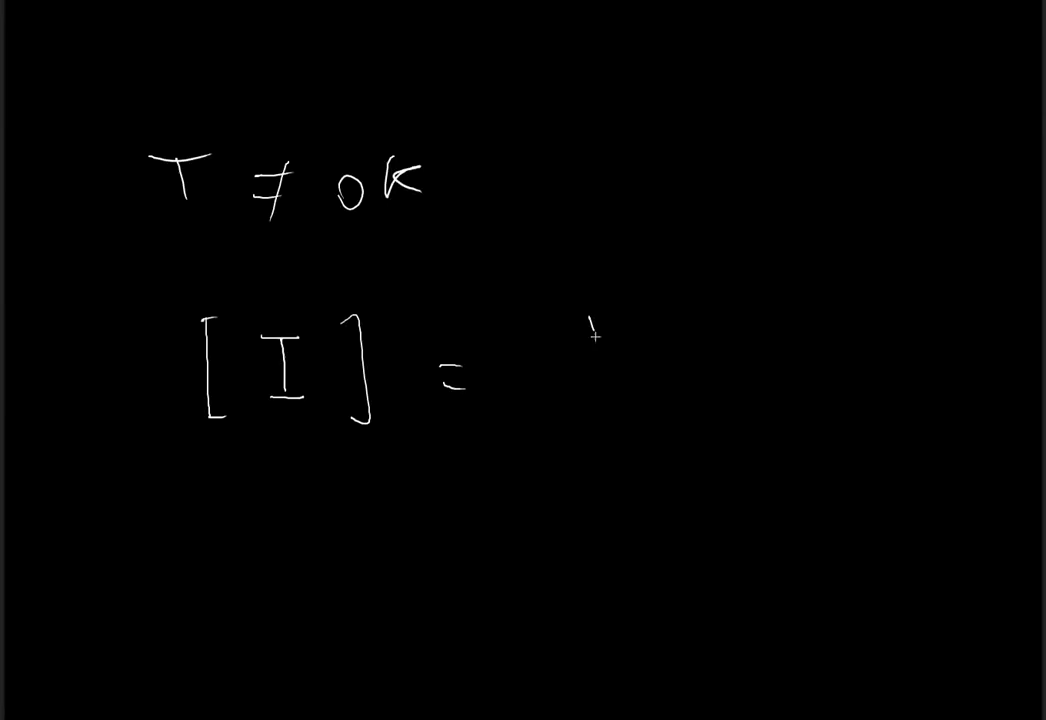 T ≠ 0K
[ I ] =